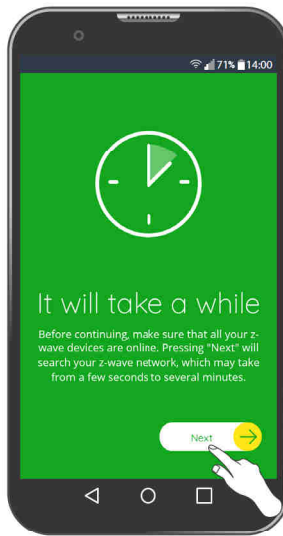 71% 14:00
It will take a while
Before continuing, make sure that all your z-
wave devices are online. Pressing "Next" will
search your z-wave network, which may take
from a few seconds to several minutes.
Next